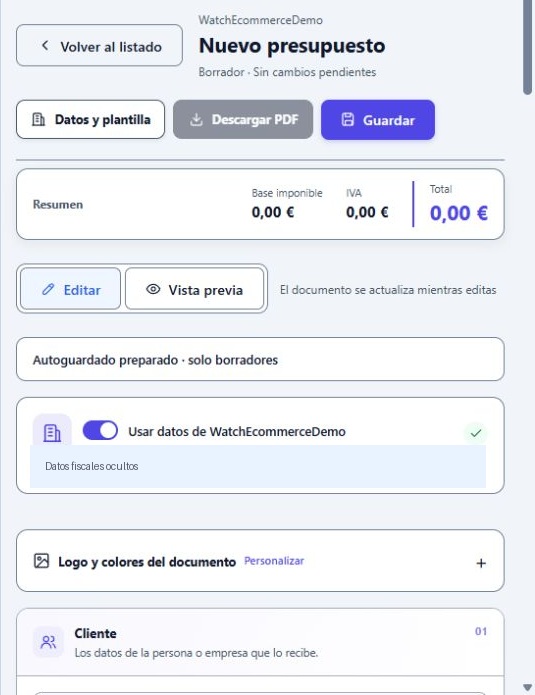 WatchEcommerceDemo
Volver al listado
Nuevo presupuesto
Borrador · Sin cambios pendientes
Datos y plantilla
Descargar PDF
Guardar
Resumen
Base imponible
0,00 €
IVA
0,00 €
Total
0,00 €
Editar
Vista previa
El documento se actualiza mientras editas
Autoguardado preparado · solo borradores
Usar datos de WatchEcommerceDemo
Datos fiscales ocultos
Logo y colores del documento Personalizar
Cliente
01
Los datos de la persona o empresa que lo recibe.